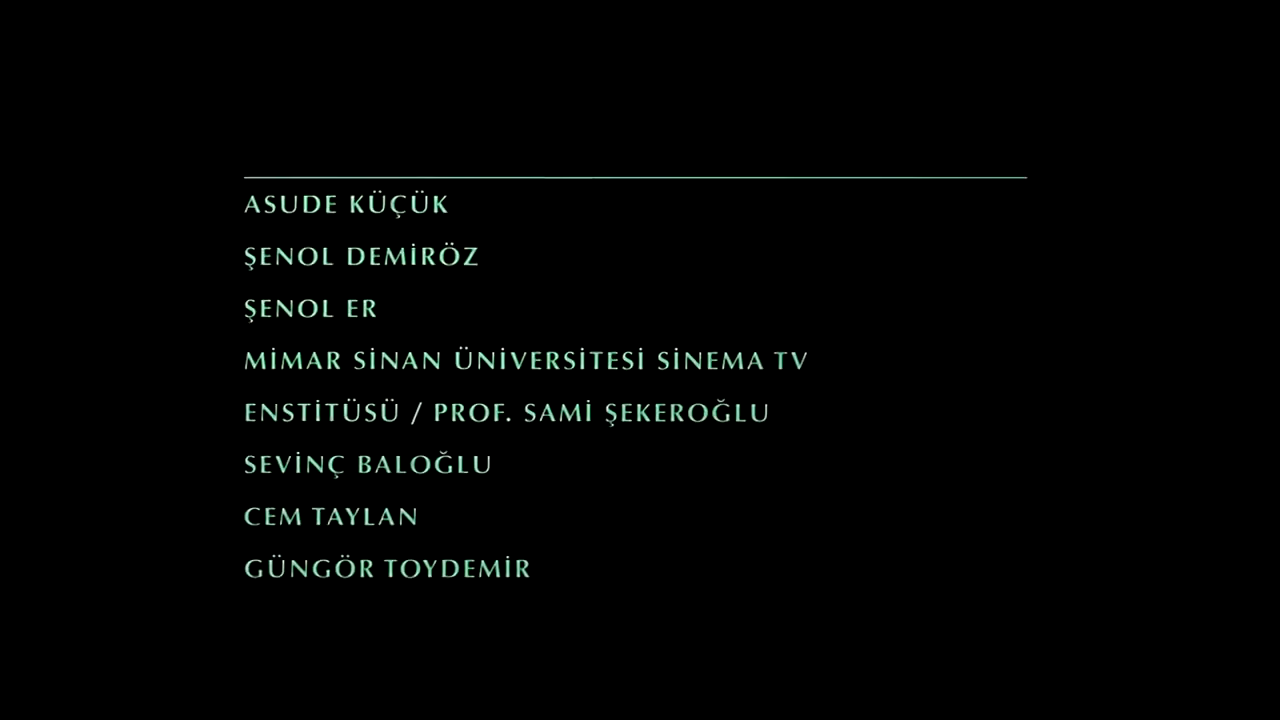 ASUDE KÜÇÜK
ŞENOL DEMİRÖZ
ŞENOL ER
MİMAR SİNAN ÜNİVERSİTESİ SİNEMA TV
ENSTİTÜSÜ / PROF. SAMİ ŞEKEROĞLU
SEVİNÇ BALOĞLU
CEM TAYLAN
GÜNGÖR TOYDEMİR